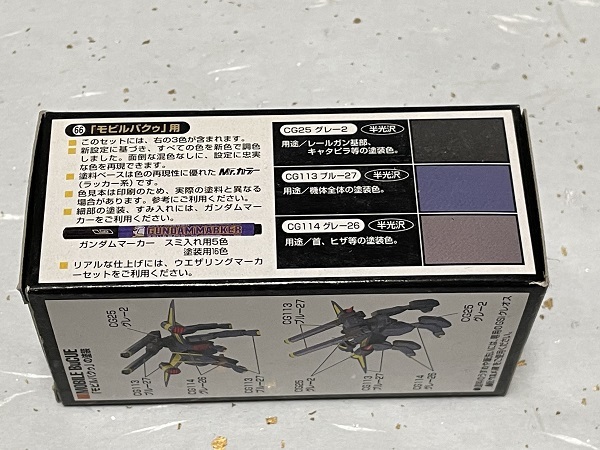 66 「モビルバクゥ」用
■ このセットには、右の3色が含まれます。
■ 新設定に基づき、すべての色を新色で調色
しました。面倒な混色なしに、設定に忠実
な色を再現できます。
■ 塗料ベースは色の再現性に優れた Mr.カラー
(ラッカー系)です。
■ 色見本は印刷のため、実際の塗料と異なる
場合があります。参考にご利用ください。
■ 細部の塗装、すみ入れには、ガンダムマーカ
ーをご利用ください。
GUNDAM MARKER
ガンダムマーカー スミ入れ用5色
塗装用16色
■ リアルな仕上げには、ウエザリングマーカ
ーセットをご利用ください。
CG25 グレー2 半光沢
用途/レールガン基部、
キャタピラ等の塗装色。
CG113 ブルー27 半光沢
用途/機体全体の塗装色。
CG114 グレー26 半光沢
用途/首、ヒザ等の塗装色。
■MOBILE BUCUE
「モビルバクゥ」の塗装
CG25
グレー2
CG113
ブルー27
CG114
グレー26
CG113
ブルー27
CG113
ブルー27
CG25
グレー2
CG113
ブルー27
CG114
グレー26